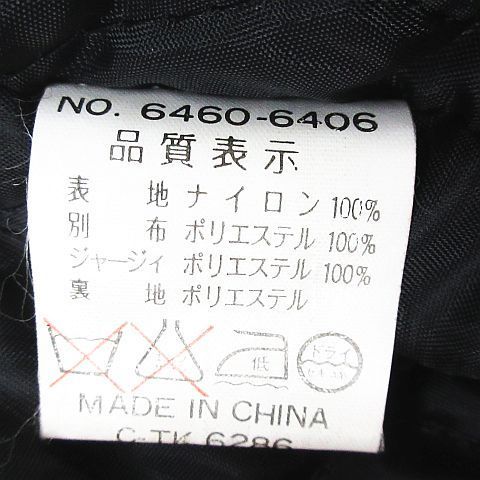 NO. 6460-6406
品質表示
表 地 ナイロン 100%
別 布 ポリエステル 100%
ジャージィ ポリエステル 100%
裏 地 ポリエステル
低 ドライ
MADE IN CHINA
C-TK 6286